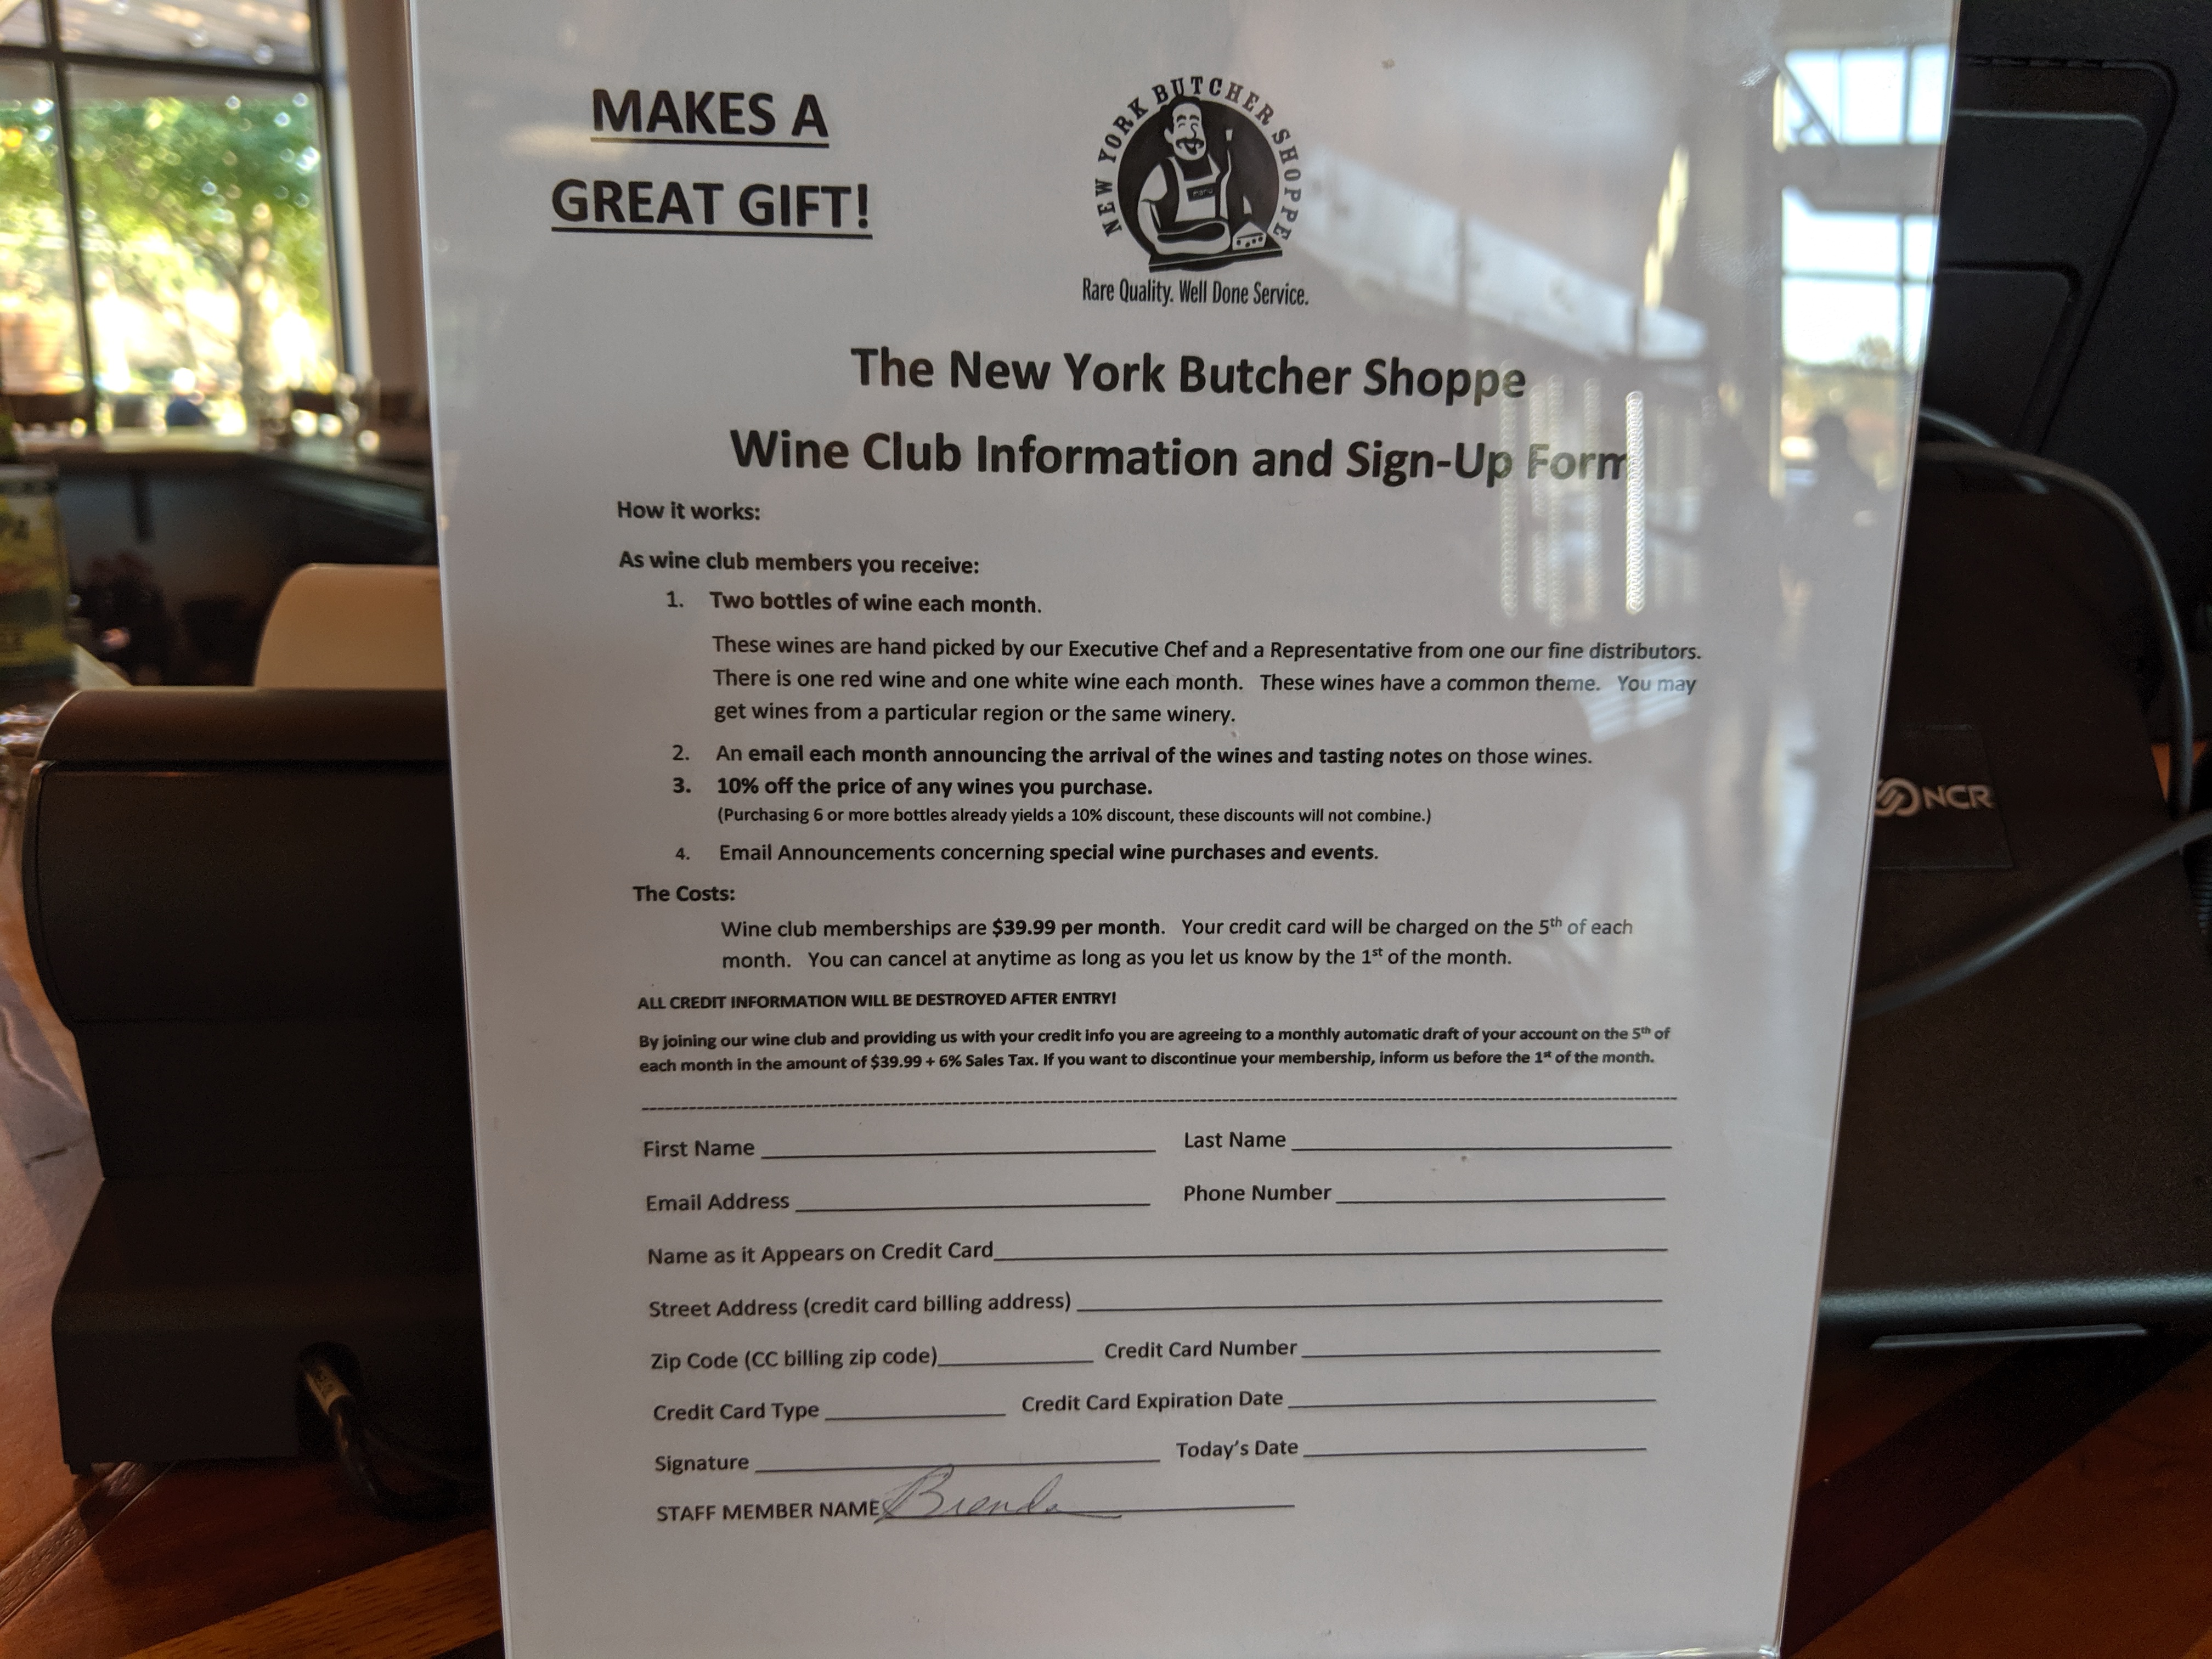 MAKES A
GREAT GIFT!
NEW YORK BUTCHER SHOPPE
Rare Quality. Well Done Service.
The New York Butcher Shoppe
Wine Club Information and Sign-Up Form
How it works:
As wine club members you receive:
1. Two bottles of wine each month.
These wines are hand picked by our Executive Chef and a Representative from one our fine distributors.
There is one red wine and one white wine each month. These wines have a common theme. You may
get wines from a particular region or the same winery.
2. An email each month announcing the arrival of the wines and tasting notes on those wines.
3. 10% off the price of any wines you purchase.
(Purchasing 6 or more bottles already yields a 10% discount, these discounts will not combine.)
4. Email Announcements concerning special wine purchases and events.
The Costs:
Wine club memberships are $39.99 per month. Your credit card will be charged on the 5th of each
month. You can cancel at anytime as long as you let us know by the 1st of the month.
ALL CREDIT INFORMATION WILL BE DESTROYED AFTER ENTRY!
By joining our wine club and providing us with your credit info you are agreeing to a monthly automatic draft of your account on the 5th of
each month in the amount of $39.99 + 6% Sales Tax. If you want to discontinue your membership, inform us before the 1st of the month.
First Name Last Name
Email Address Phone Number
Name as it Appears on Credit Card
Street Address (credit card billing address)
Zip Code (CC billing zip code) Credit Card Number
Credit Card Type Credit Card Expiration Date
Signature Today's Date
STAFF MEMBER NAME Brenda
NCR